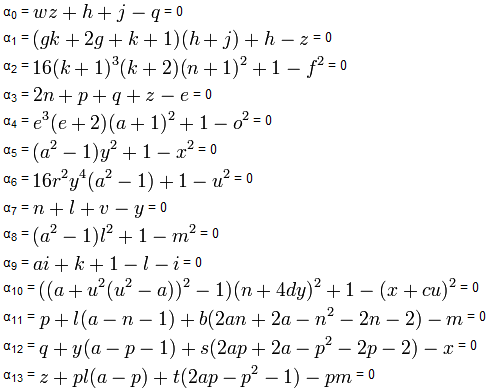 α₀ = wz + h + j − q = 0
α₁ = (gk + 2g + k + 1)(h + j) + h − z = 0
α₂ = 16(k + 1)³(k + 2)(n + 1)² + 1 − f² = 0
α₃ = 2n + p + q + z − e = 0
α₄ = e³(e + 2)(a + 1)² + 1 − o² = 0
α₅ = (a² − 1)y² + 1 − x² = 0
α₆ = 16r²y⁴(a² − 1) + 1 − u² = 0
α₇ = n + l + v − y = 0
α₈ = (a² − 1)l² + 1 − m² = 0
α₉ = ai + k + 1 − l − i = 0
α₁₀ = ((a + u²(u² − a))² − 1)(n + 4dy)² + 1 − (x + cu)² = 0
α₁₁ = p + l(a − n − 1) + b(2an + 2a − n² − 2n − 2) − m = 0
α₁₂ = q + y(a − p − 1) + s(2ap + 2a − p² − 2p − 2) − x = 0
α₁₃ = z + pl(a − p) + t(2ap − p² − 1) − pm = 0